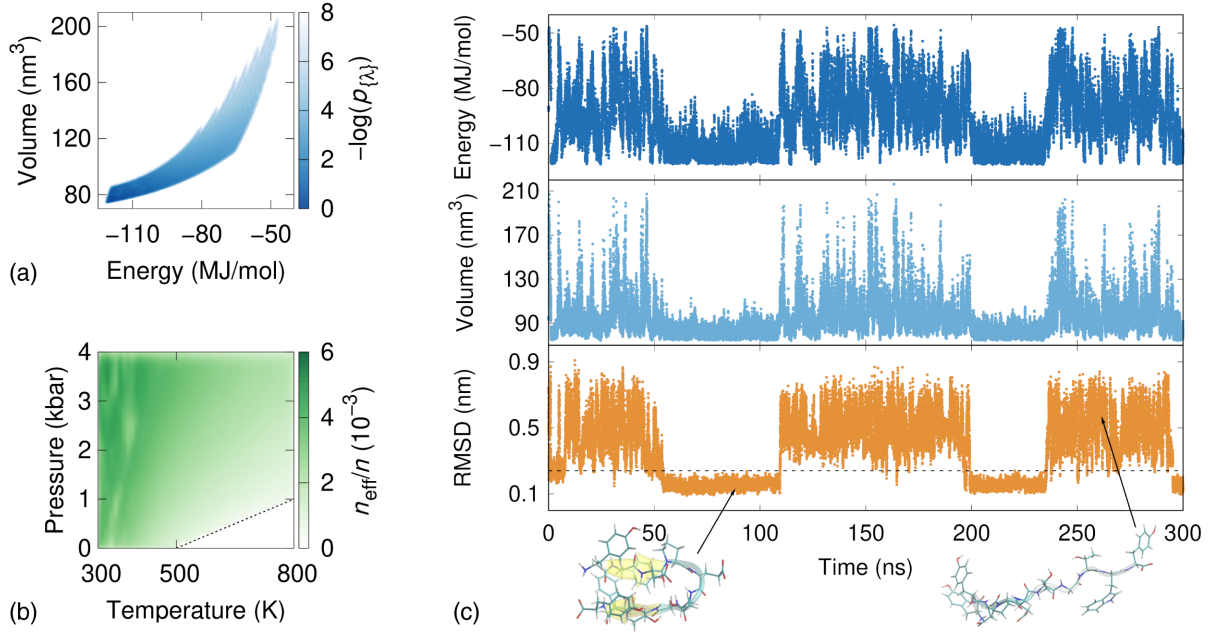 200
160
120
80
Volume (nm³)
−110 −80 −50
Energy (MJ/mol)
8
6
4
2
0
−log(p{λ})
(a)
4
3
2
1
0
Pressure (kbar)
300 500 800
Temperature (K)
6
4
2
0
n_eff/n (10⁻³)
(b)
−50
−80
−110
Energy (MJ/mol)
210
170
130
90
Volume (nm³)
0.9
0.5
0.1
RMSD (nm)
0 50 100 150 200 250 300
Time (ns)
(c)